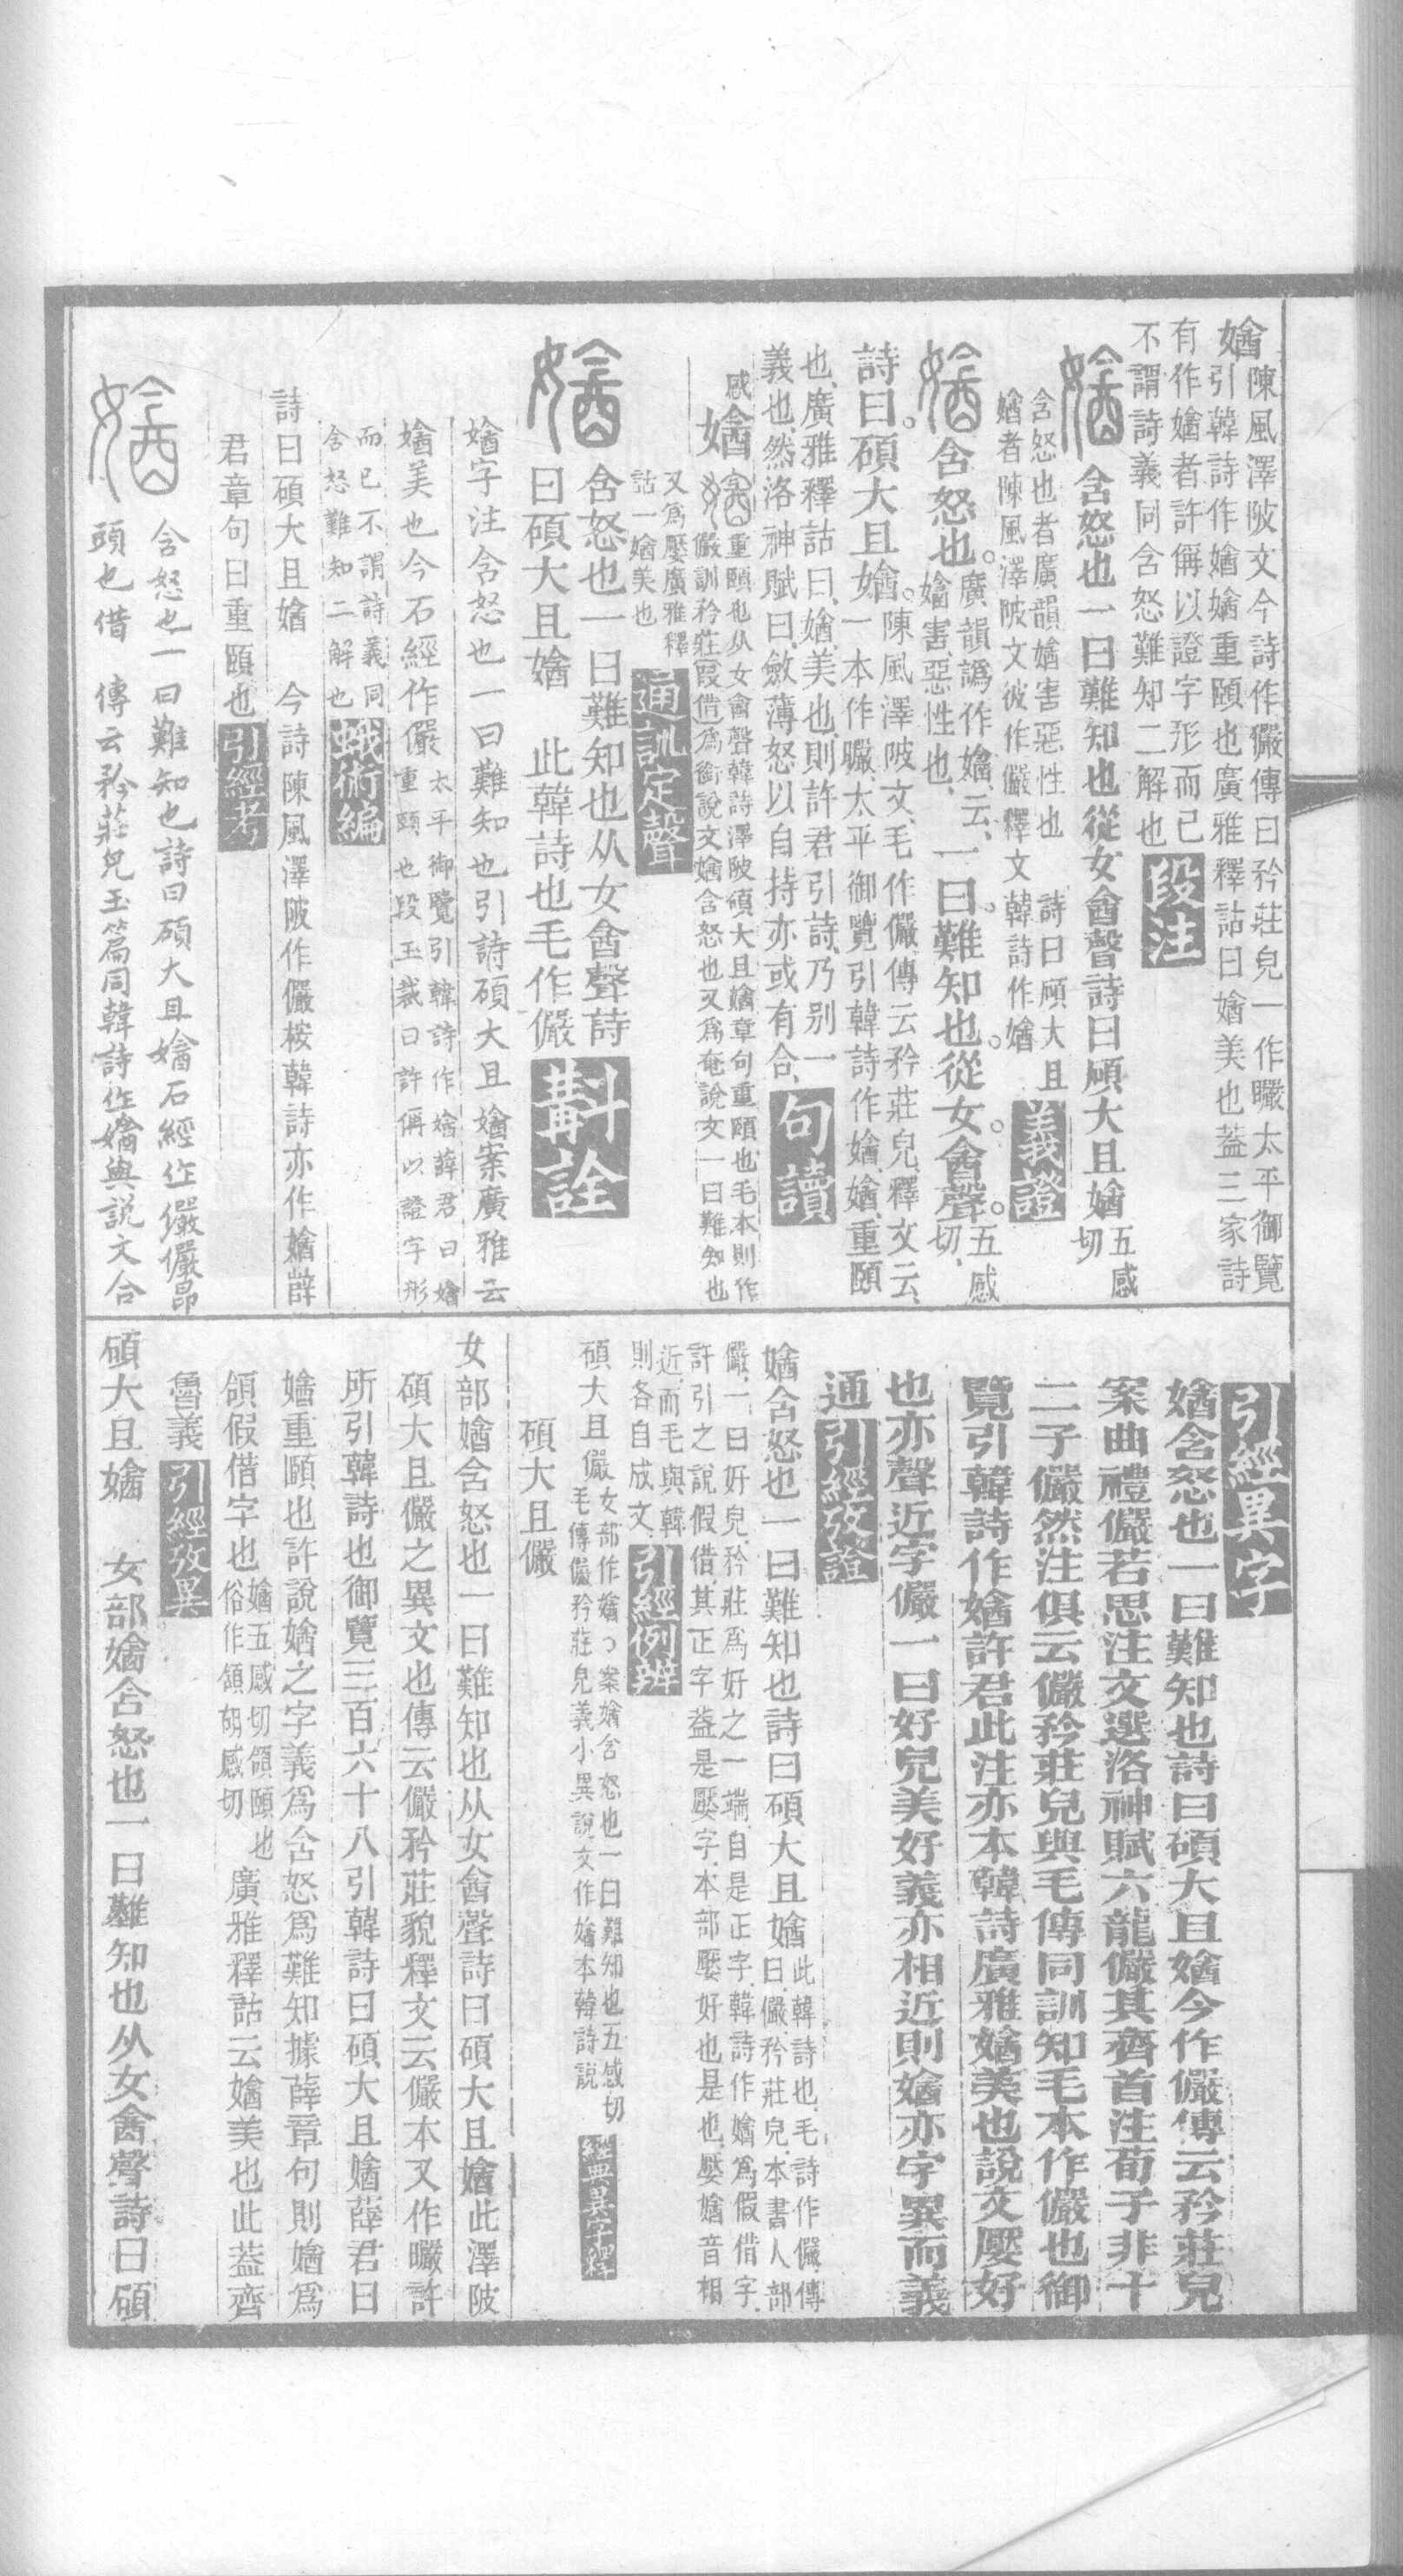 嬒陳風澤陂文今詩作儼傳曰矜莊皃一作曮太平御覽
引韓詩作嬒嬒重頤也廣雅釋詁曰嬒美也葢三家詩
有作嬒者許偁以證字形而已
不謂詩義同含怒難知二解也
段注
含怒也一曰難知也從女酓聲詩曰碩大且嬒五感切
含怒也者廣韻嬒害惡性也 詩曰碩大且
嬒者陳風澤陂文彼作儼釋文韓詩作嬒
義證
含怒也。廣韻譌作嬆、云、嬒害惡性也、一曰。難知也。從女。酓聲。五感切、
詩曰。碩大且嬒。陳風澤陂文、毛作儼、傳云矜莊皃、釋文云、
一本作曮、太平御覽引韓詩作嬒、嬒、重頤
也、廣雅釋詁曰、嬒、美也、則許君引詩、乃別一
義也、然洛神賦曰、斂薄怒以自持亦或有合、
句讀
感
嬒
重頤也从女酓聲韓詩澤陂碩大且嬒章句重頤也毛本則作
儼訓矜莊叚借爲銜說文嬒含怒也又爲奄說文一曰難知也
又爲嬮廣雅釋
詁一嬒美也
通訓定聲
含怒也一曰難知也从女酓聲詩
曰碩大且嬒 此韓詩也毛作儼
斠詮
嬒字注含怒也一曰難知也引詩碩大且嬒案廣雅云
嬒美也今石經作儼太平御覽引韓詩作嬒薛君曰嬒
重頤也段玉裁曰許偁以證字形
而已不謂詩義同
含怒難知二解也
蛾術編
詩曰碩大且嬒 今詩陳風澤陂作儼桉韓詩亦作嬒薛
君章句曰重頤也
引經考
含怒也一曰難知也詩曰碩大且嬒石經作儼儼昂
頭也借 傳云矜莊皃玉篇同韓詩作嬒與説文合
引經異字
嬒含怒也一曰難知也詩曰碩大且嬒今作儼傳云矜莊皃
案曲禮儼若思注文選洛神賦六龍儼其齊首注荀子非十
二子儼然注俱云儼矜莊皃與毛傳同訓知毛本作儼也御
覽引韓詩作嬒許君此注亦本韓詩廣雅嬒美也說文嬮好
也亦聲近字儼一曰好皃美好義亦相近則嬒亦字異而義
通
引經攷證
嬒含怒也一曰難知也詩曰碩大且嬒此韓詩也、毛詩作儼、傳
曰儼、矜莊皃、本書人部
儼、一曰好皃、矜莊爲好之一端、自是正字、韓詩作嬒爲假借字、
許引之說假借、其正字葢是嬮字、本部嬮好也是也、嬮嬒音相
近、而毛與韓
則各自成文、
引經例辨
碩大且儼女部作嬒案嬒含怒也一曰難知也五感切
毛傳儼矜莊皃義小異說文作嬒本韓詩說
經典異字釋
碩大且儼
女部嬒含怒也一曰難知也从女酓聲詩曰碩大且嬒此澤陂
碩大且儼之異文也傳云儼矜莊貌釋文云儼本又作曮許
所引韓詩也御覽三百六十八引韓詩曰碩大且嬒薛君曰
嬒重頤也許說嬒之字義爲含怒爲難知據薛章句則嬒爲
頷假借字也嬒五感切頷頤也
俗作頷胡感切
廣雅釋詁云嬒美也此葢齊
魯義
引經攷異
碩大且嬒 女部嬒含怒也一曰難知也从女酓聲詩曰碩